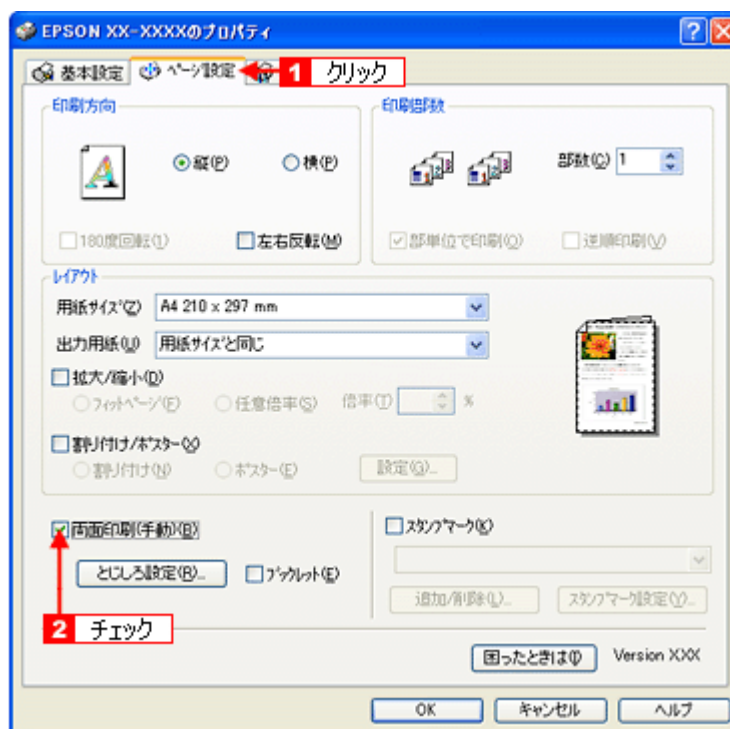 EPSON XX-XXXXのプロパティ
基本設定 ページ設定 1 クリック
印刷方向
縦(P) 横(P)
180度回転(1) 左右反転(M)
印刷部数
部数(C) 1
部単位で印刷(O) 逆順印刷(V)
レイアウト
用紙サイズ(Z) A4 210 x 297 mm
出力用紙(U) 用紙サイズと同じ
拡大/縮小(D)
フィットページ(F) 任意倍率(S) 倍率(T) %
割り付け/ポスター(X)
割り付け(N) ポスター(E) 設定(G)...
両面印刷(手動)(B)
とじしろ設定(R)... ブックレット(E)
2 チェック
スタンプマーク(K)
追加/削除(L)... スタンプマーク設定(Y)...
困ったときは(I) Version XXX
OK キャンセル ヘルプ